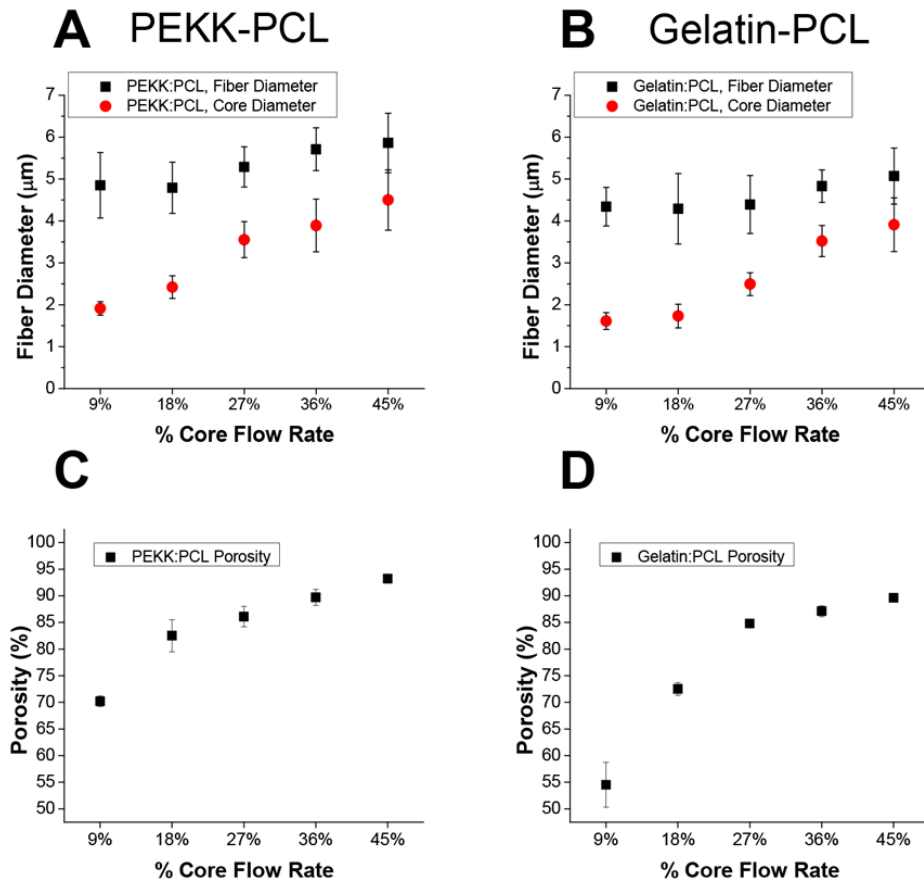 A PEKK-PCL
PEKK:PCL, Fiber Diameter
PEKK:PCL, Core Diameter
Fiber Diameter (μm)
7
6
5
4
3
2
1
0
9% 18% 27% 36% 45%
% Core Flow Rate
B Gelatin-PCL
Gelatin:PCL, Fiber Diameter
Gelatin:PCL, Core Diameter
Fiber Diameter (μm)
7
6
5
4
3
2
1
0
9% 18% 27% 36% 45%
% Core Flow Rate
C
PEKK:PCL Porosity
Porosity (%)
100
95
90
85
80
75
70
65
60
55
50
9% 18% 27% 36% 45%
% Core Flow Rate
D
Gelatin:PCL Porosity
Porosity (%)
100
95
90
85
80
75
70
65
60
55
50
9% 18% 27% 36% 45%
% Core Flow Rate